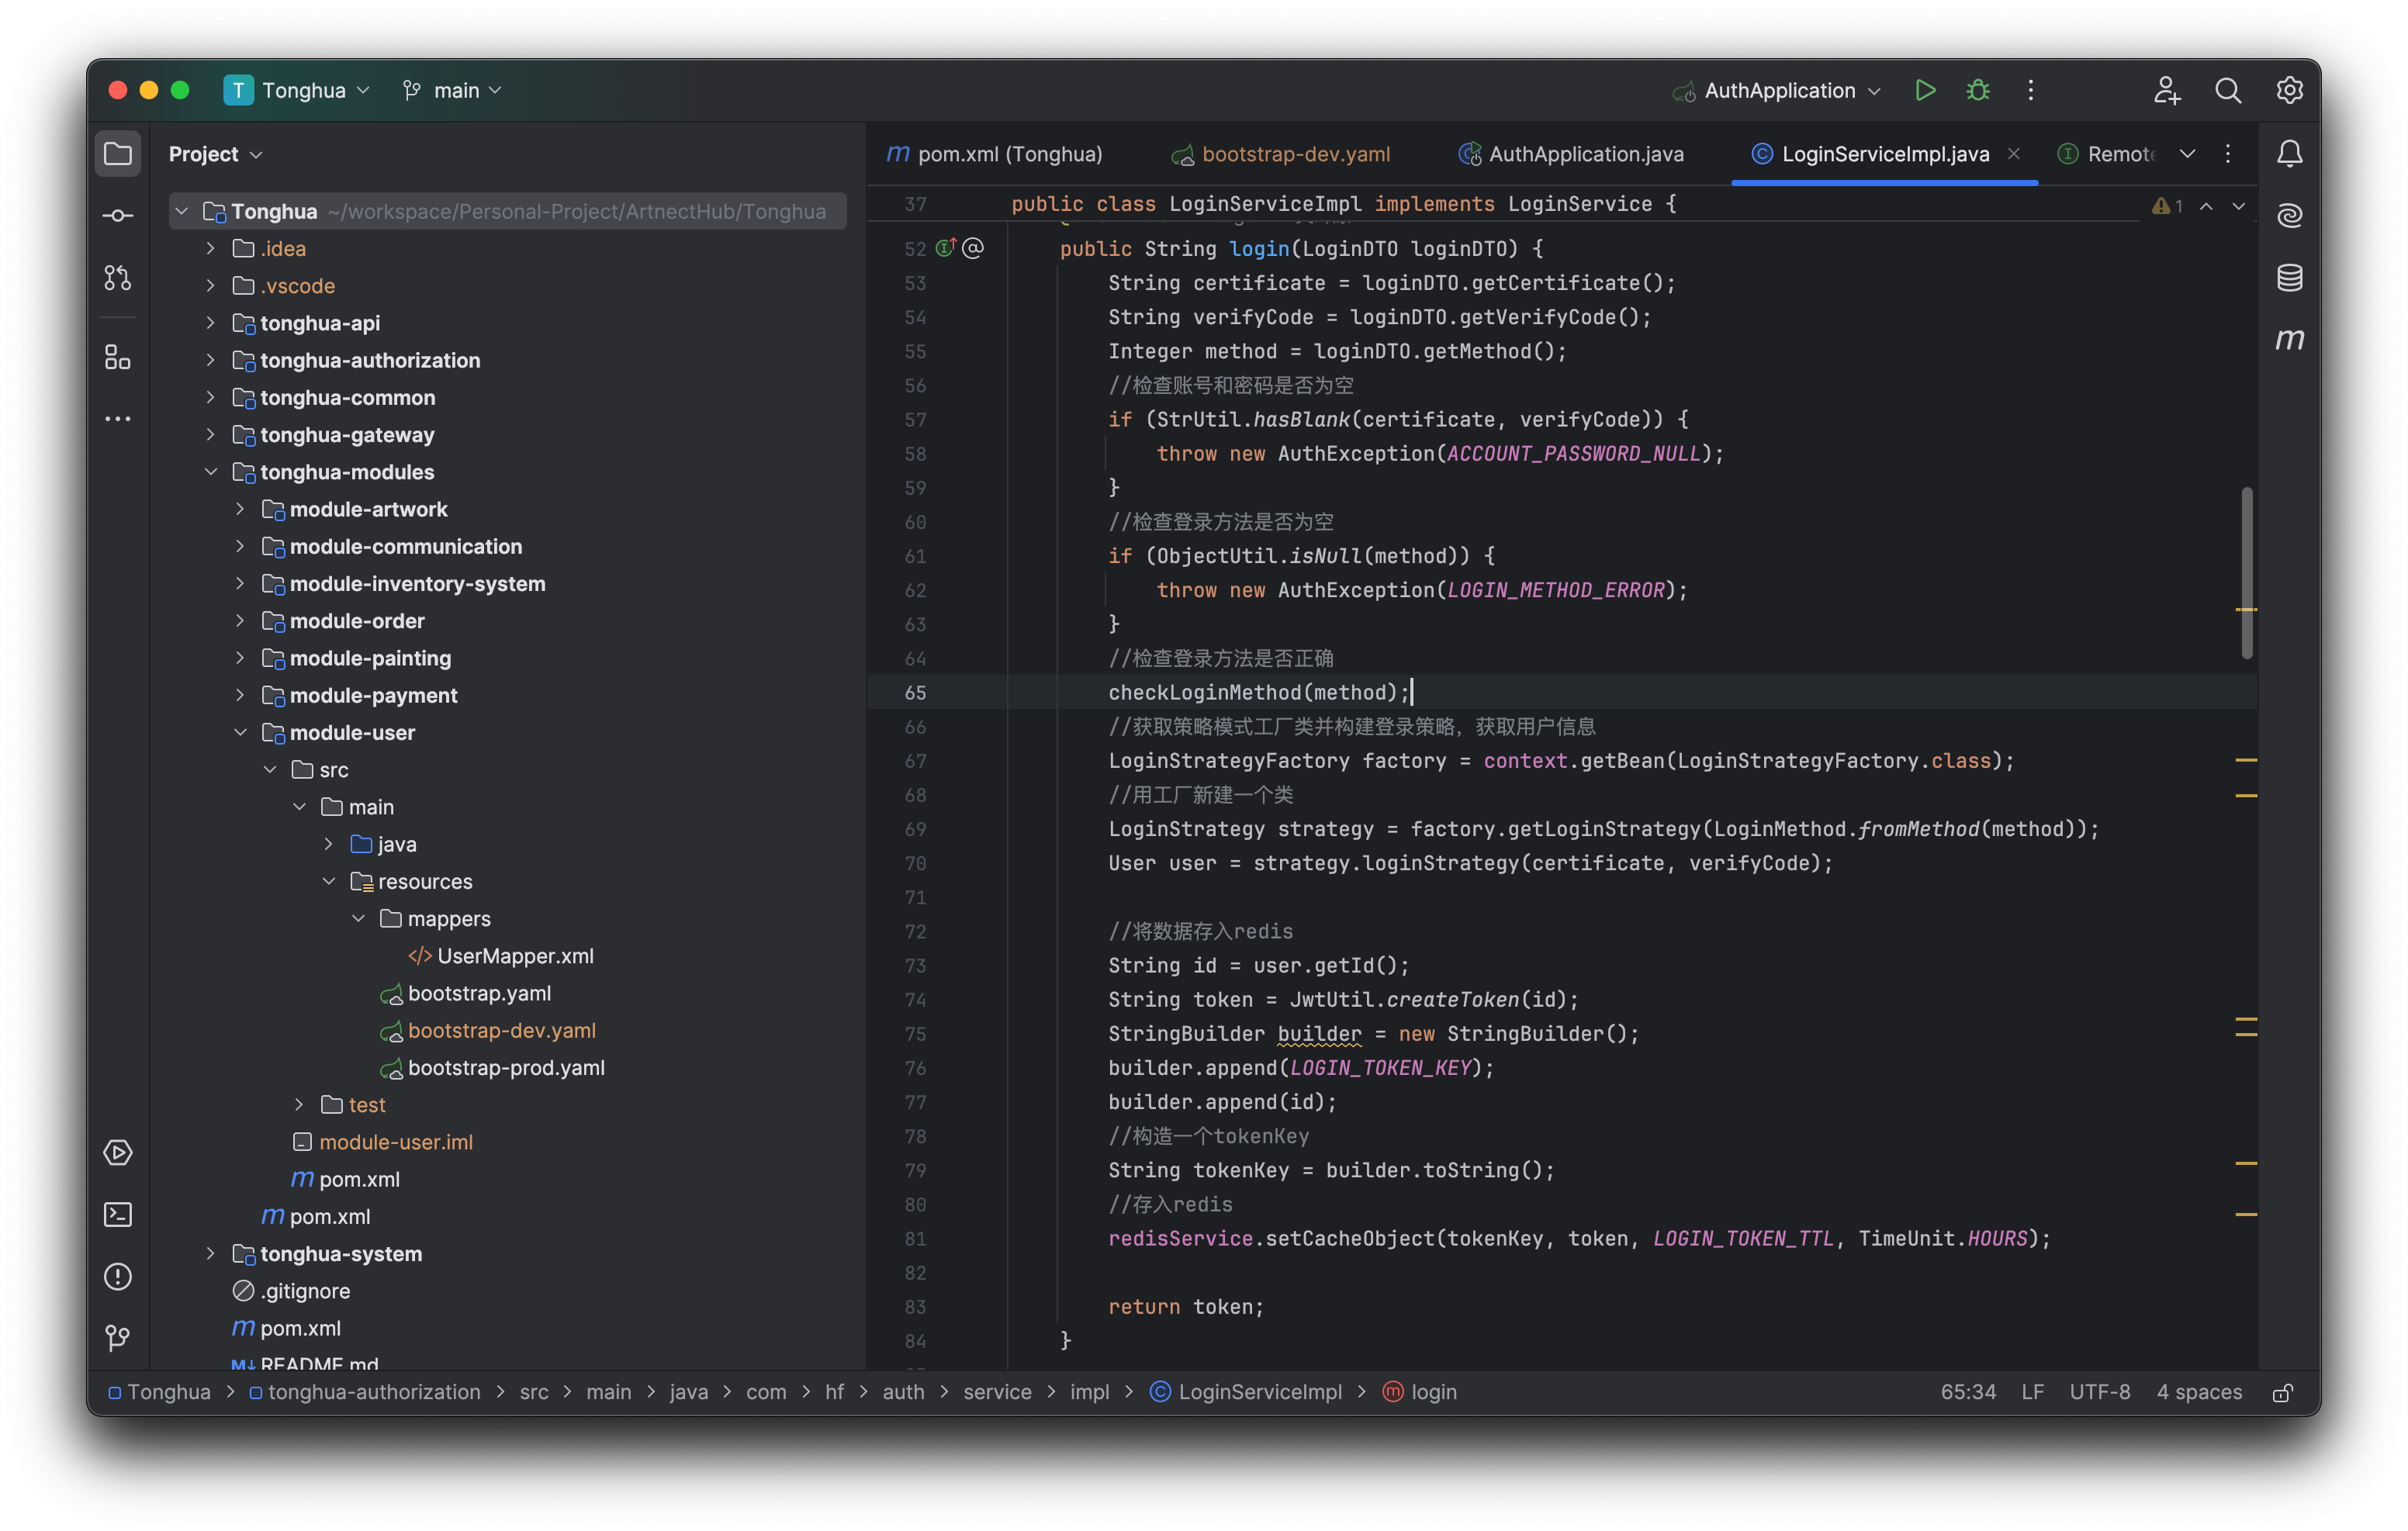 T Tonghua main AuthApplication
Project
Tonghua ~/workspace/Personal-Project/ArtnectHub/Tonghua
.idea
.vscode
tonghua-api
tonghua-authorization
tonghua-common
tonghua-gateway
tonghua-modules
module-artwork
module-communication
module-inventory-system
module-order
module-painting
module-payment
module-user
src
main
java
resources
mappers
UserMapper.xml
bootstrap.yaml
bootstrap-dev.yaml
bootstrap-prod.yaml
test
module-user.iml
m pom.xml
m pom.xml
tonghua-system
.gitignore
m pom.xml
M↓ README.md
m pom.xml (Tonghua) bootstrap-dev.yaml AuthApplication.java LoginServiceImpl.java Remote
37 public class LoginServiceImpl implements LoginService {
1
52 public String login(LoginDTO loginDTO) {
53 String certificate = loginDTO.getCertificate();
54 String verifyCode = loginDTO.getVerifyCode();
55 Integer method = loginDTO.getMethod();
56 //检查账号和密码是否为空
57 if (StrUtil.hasBlank(certificate, verifyCode)) {
58 throw new AuthException(ACCOUNT_PASSWORD_NULL);
59 }
60 //检查登录方法是否为空
61 if (ObjectUtil.isNull(method)) {
62 throw new AuthException(LOGIN_METHOD_ERROR);
63 }
64 //检查登录方法是否正确
65 checkLoginMethod(method);
66 //获取策略模式工厂类并构建登录策略，获取用户信息
67 LoginStrategyFactory factory = context.getBean(LoginStrategyFactory.class);
68 //用工厂新建一个类
69 LoginStrategy strategy = factory.getLoginStrategy(LoginMethod.fromMethod(method));
70 User user = strategy.loginStrategy(certificate, verifyCode);
71
72 //将数据存入redis
73 String id = user.getId();
74 String token = JwtUtil.createToken(id);
75 StringBuilder builder = new StringBuilder();
76 builder.append(LOGIN_TOKEN_KEY);
77 builder.append(id);
78 //构造一个tokenKey
79 String tokenKey = builder.toString();
80 //存入redis
81 redisService.setCacheObject(tokenKey, token, LOGIN_TOKEN_TTL, TimeUnit.HOURS);
82
83 return token;
84 }
m
Tonghua > tonghua-authorization > src > main > java > com > hf > auth > service > impl > LoginServiceImpl > login
65:34 LF UTF-8 4 spaces